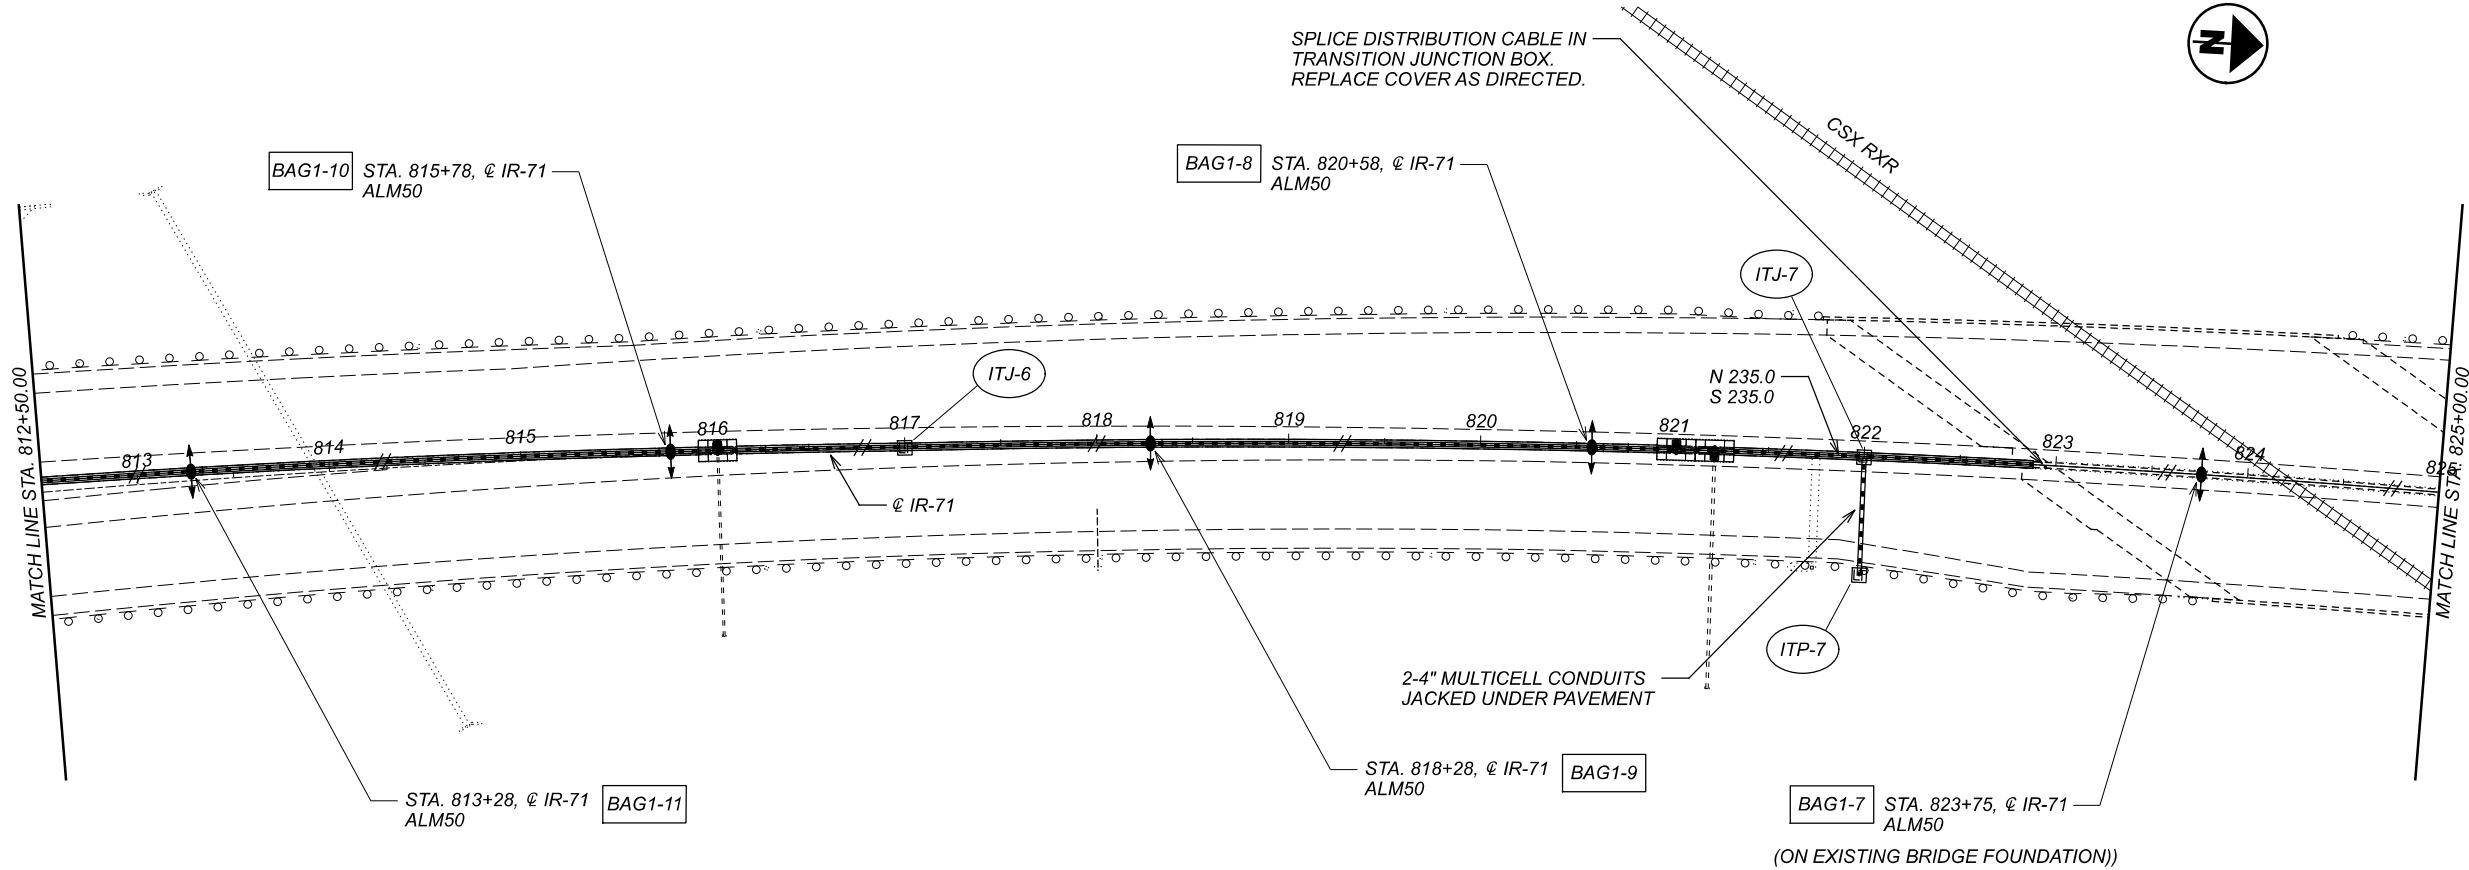 SPLICE DISTRIBUTION CABLE IN
TRANSITION JUNCTION BOX.
REPLACE COVER AS DIRECTED.
N
CSX RXR
BAG1-10
STA. 815+78, ℄ IR-71
ALM50
BAG1-8
STA. 820+58, ℄ IR-71
ALM50
ITJ-7
ITJ-6
N 235.0
S 235.0
MATCH LINE STA. 812+50.00
813
814
815
816
817
818
819
820
821
822
823
824
825
MATCH LINE STA. 825+00.00
℄ IR-71
ITP-7
2-4" MULTICELL CONDUITS
JACKED UNDER PAVEMENT
STA. 813+28, ℄ IR-71
ALM50
BAG1-11
STA. 818+28, ℄ IR-71
ALM50
BAG1-9
BAG1-7
STA. 823+75, ℄ IR-71
ALM50
(ON EXISTING BRIDGE FOUNDATION))